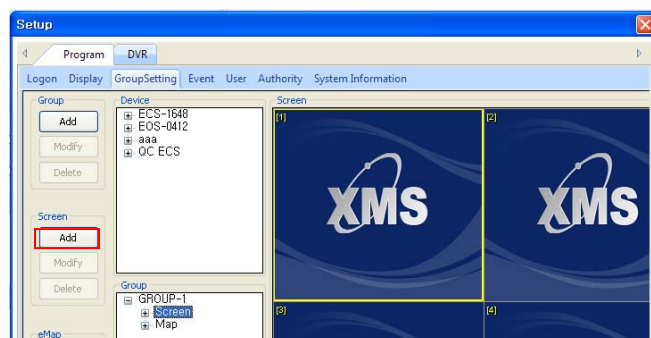 Setup
Program DVR
Logon Display GroupSetting Event User Authority System Information
Group
Add
Modify
Delete
Screen
Add
Modify
Delete
eMap
Device
ECS-1648
EOS-0412
aaa
QC ECS
Group
GROUP-1
Screen
Map
Screen
[1]
XMS
[2]
XMS
[3]
[4]